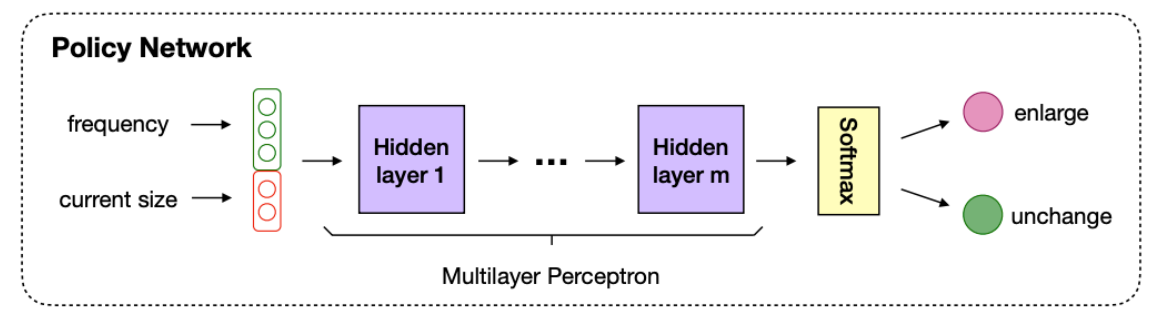 Policy Network
frequency
current size
Hidden
layer 1
...
Hidden
layer m
Softmax
enlarge
unchange
Multilayer Perceptron